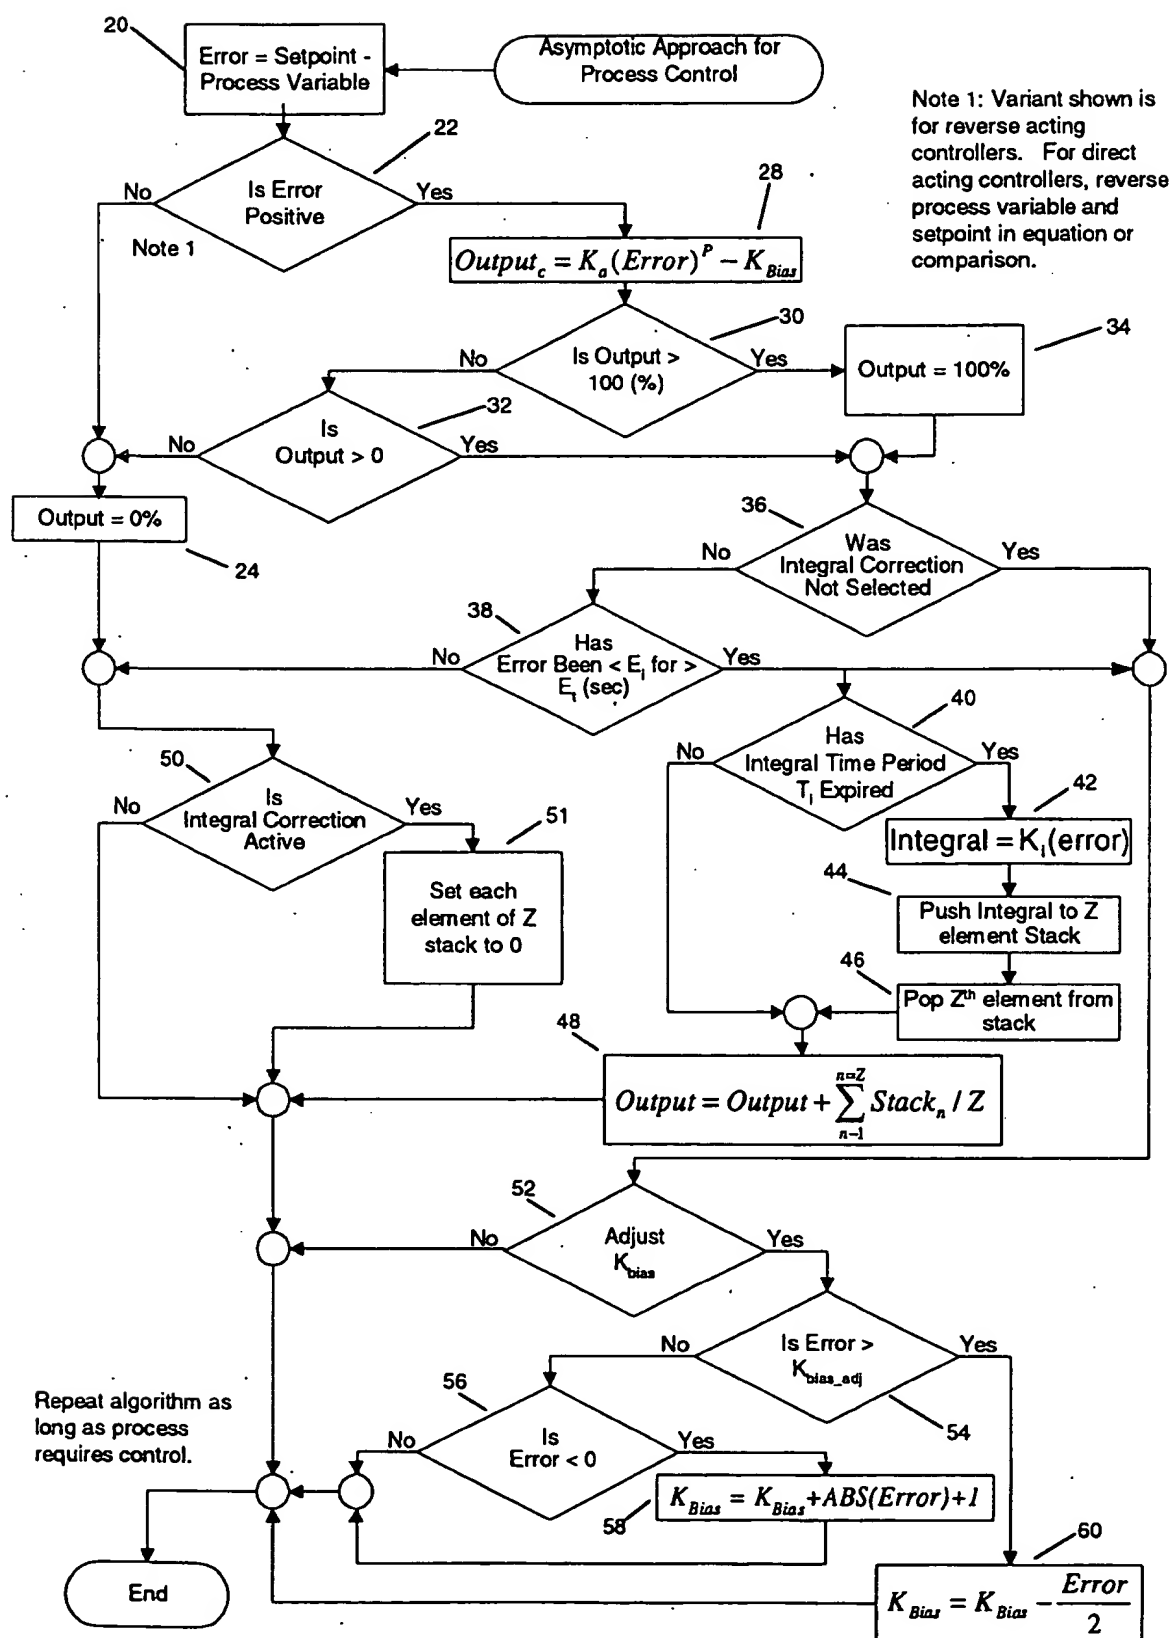 20
Error = Setpoint -
Process Variable
Asymptotic Approach for
Process Control
Note 1: Variant shown is
for reverse acting
controllers. For direct
acting controllers, reverse
process variable and
setpoint in equation or
comparison.
22
No
Is Error
Positive
Yes
Note 1
28
Output_c = K_a(Error)^P - K_Bias
30
No
Is Output >
100 (%)
Yes
34
Output = 100%
32
No
Is
Output > 0
Yes
Output = 0%
24
36
No
Was
Integral Correction
Not Selected
Yes
38
No
Has
Error Been < E_i for >
E_t (sec)
Yes
40
No
Has
Integral Time Period
T_i Expired
Yes
42
Integral = K_i(error)
44
Push Integral to Z
element Stack
46
Pop Z^th element from
stack
50
No
Is
Integral Correction
Active
Yes
51
Set each
element of Z
stack to 0
48
n=Z
Output = Output + ∑ Stack_n / Z
n-1
52
No
Adjust
K_bias
Yes
No
Is Error >
K_bias_adj
Yes
54
56
No
Is
Error < 0
Yes
Repeat algorithm as
long as process
requires control.
K_Bias = K_Bias+ABS(Error)+1
58
60
K_Bias = K_Bias - Error/2
End